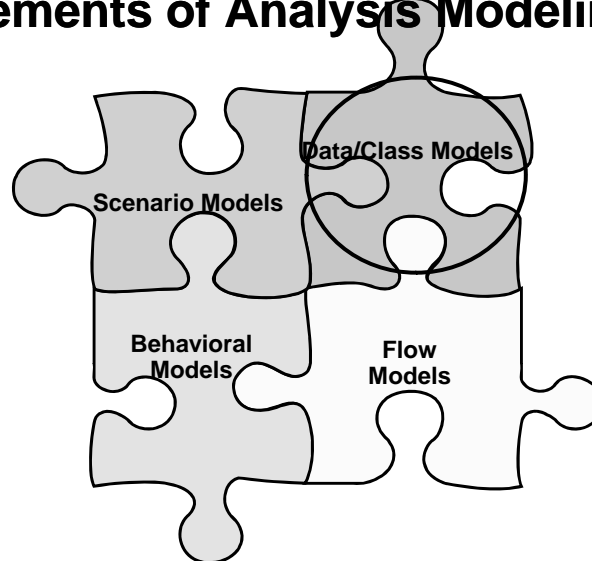 ements of Analysis Modelin
Data/Class Models
Scenario Models
Behavioral
Models
Flow
Models